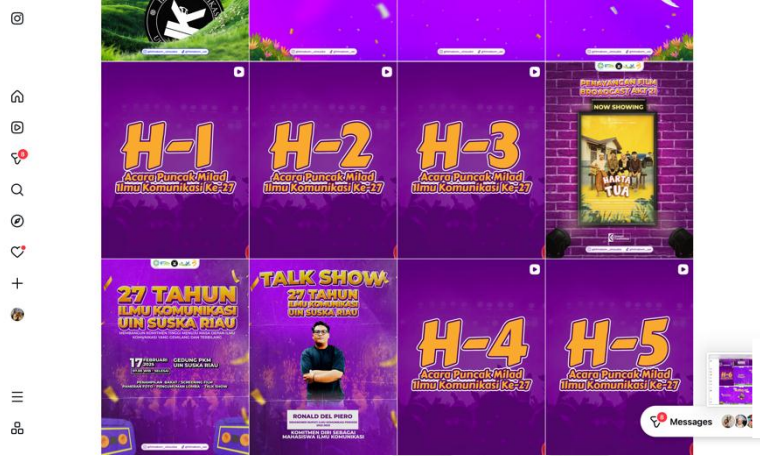 H-1
Acara Puncak Milad
Ilmu Komunikasi Ke-27
H-2
Acara Puncak Milad
Ilmu Komunikasi Ke-27
H-3
Acara Puncak Milad
Ilmu Komunikasi Ke-27
PENAYANGAN FILM
BROADCAST AKT 21
NOW SHOWING
HARTA
TUA
27 TAHUN
ILMU KOMUNIKASI
UIN SUSKA RIAU
17 FEBRUARI
2025
GEDUNG PKM
UIN SUSKA RIAU
TALK SHOW
27 TAHUN
ILMU KOMUNIKASI
UIN SUSKA RIAU
RONALD DEL PIERO
KOMITMEN DIRI SEBAGAI
MAHASISWA ILMU KOMUNIKASI
H-4
Acara Puncak Milad
Ilmu Komunikasi Ke-27
H-5
Acara Puncak Milad
Ilmu Komunikasi Ke-27
8
Messages